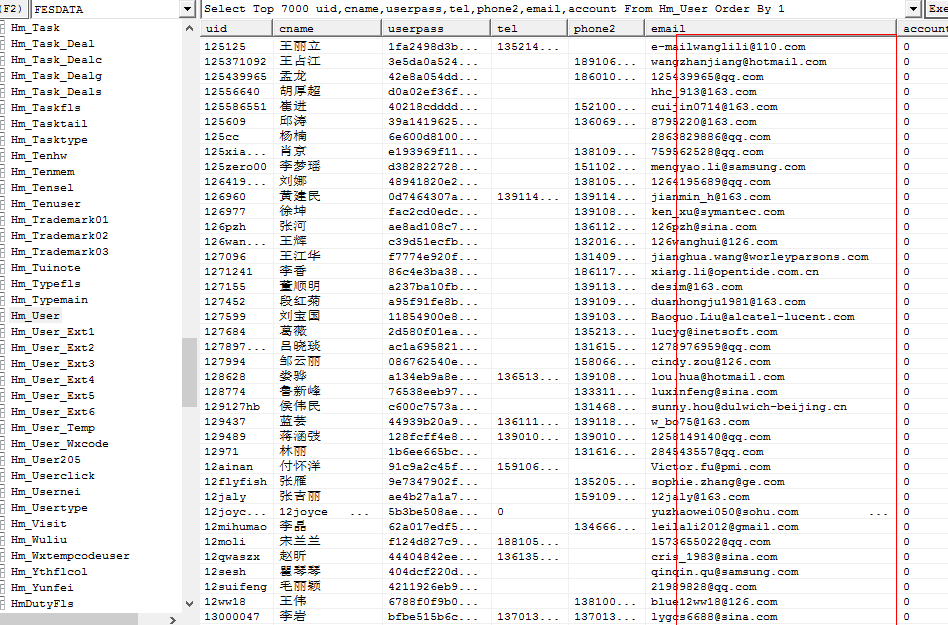 F2) FESDATA
Select Top 7000 uid,cname,userpass,tel,phone2,email,account From Hm_User Order By 1
Hm_Task
Hm_Task_Deal
Hm_Task_Dealc
Hm_Task_Dealg
Hm_Task_Deals
Hm_Taskfls
Hm_Tasktail
Hm_Tasktype
Hm_Tenhw
Hm_Tenmem
Hm_Tensel
Hm_Tenuser
Hm_Trademark01
Hm_Trademark02
Hm_Trademark03
Hm_Tuinote
Hm_Typefls
Hm_Typemain
Hm_User
Hm_User_Ext1
Hm_User_Ext2
Hm_User_Ext3
Hm_User_Ext4
Hm_User_Ext5
Hm_User_Ext6
Hm_User_Temp
Hm_User_Wxcode
Hm_User205
Hm_Userclick
Hm_Usernei
Hm_Usertype
Hm_Visit
Hm_Wuliu
Hm_Wxtempcodeuser
Hm_Ythflcol
Hm_Yunfei
HmDutyFls
uid cname userpass tel phone2 email account
125125 王丽立 1fa2498d3b... 135214... e-mailwanglili@110.com 0
125371092 王占江 3e5da0a524... 189106... wangzhanjiang@hotmail.com 0
125439965 孟龙 42e8a054dd... 186010... 125439965@qq.com 0
12556640 胡厚超 d0a02ef36f... hhc_913@163.com 0
125586551 崔进 40218cdddd... 152100... cuijin0714@163.com 0
125609 邱涛 39a1419625... 136069... 8795220@163.com 0
125cc 杨楠 6e600d8100... 2863829886@qq.com 0
125xia... 肖京 e193969f11... 138109... 759562528@qq.com 0
125zero00 李梦瑶 d382822728... 151102... mengyao.li@samsung.com 0
126419... 刘娜 48941820e2... 138105... 1264195689@qq.com 0
126960 黄建民 0d7464307a... 139114... 139114... jianmin_h@163.com 0
126977 徐坤 fac2cd0edc... 139108... ken_xu@symantec.com 0
126pzh 张河 ae8ad108c7... 136112... 126pzh@sina.com 0
126wan... 王辉 c39d51ecfb... 132016... 126wanghui@126.com 0
127096 王江华 f7774e920f... 131409... jianghua.wang@worleyparsons.com 0
1271241 李香 86c4e3ba38... 186117... xiang.li@opentide.com.cn 0
127155 董顺明 a237ba10fb... 139113... desim@163.com 0
127452 段红菊 a95f91fe8b... 139109... duanhongju1981@163.com 0
127599 刘宝国 11854900e8... 139103... Baoguo.Liu@alcatel-lucent.com 0
127684 葛薇 2d580f01ea... 135213... lucyg@inetsoft.com 0
127897... 吕晓琰 ac1a695821... 131615... 1278976959@qq.com 0
127994 邹云丽 086762540e... 158066... cindy.zou@126.com 0
128628 娄骅 a134eb9a8e... 136513... 139108... lou.hua@hotmail.com 0
128774 鲁新峰 76538eeb97... 133311... luxinfeng@sina.com 0
129127hb 侯伟民 c600c7573a... 131468... sunny.hou@dulwich-beijing.cn 0
129437 蓝芸 44939b20a9... 136111... 139118... w_bo75@163.com 0
129489 蒋涵弢 128fcff4e8... 139010... 139010... 1258149140@qq.com 0
12971 林丽 1b6ee665bc... 131616... 284543557@qq.com 0
12ainan 付怀洋 91c9a2c45f... 159106... Victor.fu@pmi.com 0
12flyfish 张雁 9e7347902f... 135205... sophie.zhang@ge.com 0
12jaly 张吉丽 ae4b27a1a7... 159109... 12jaly@163.com 0
12joyc... 12joyce ... 5b3be508ae... 0 yuzhaowei050@sohu.com ... 0
12mihumao 李晶 62a017edf5... 134666... leilali2012@gmail.com 0
12moli 宋兰兰 f124d827c9... 188105... 1573655022@qq.com 0
12qwaszx 赵昕 44404842ee... 136135... cris_1983@sina.com 0
12sesh 瞿琴琴 404dcf220d... qinqin.qu@samsung.com 0
12suifeng 毛丽颖 4211926eb9... 21989828@qq.com 0
12ww18 王伟 6788f0f9b0... 138100... blue12ww18@126.com 0
13000047 李岩 bfbe515b6c... 137013... 137013... lygcs6688@sina.com 0